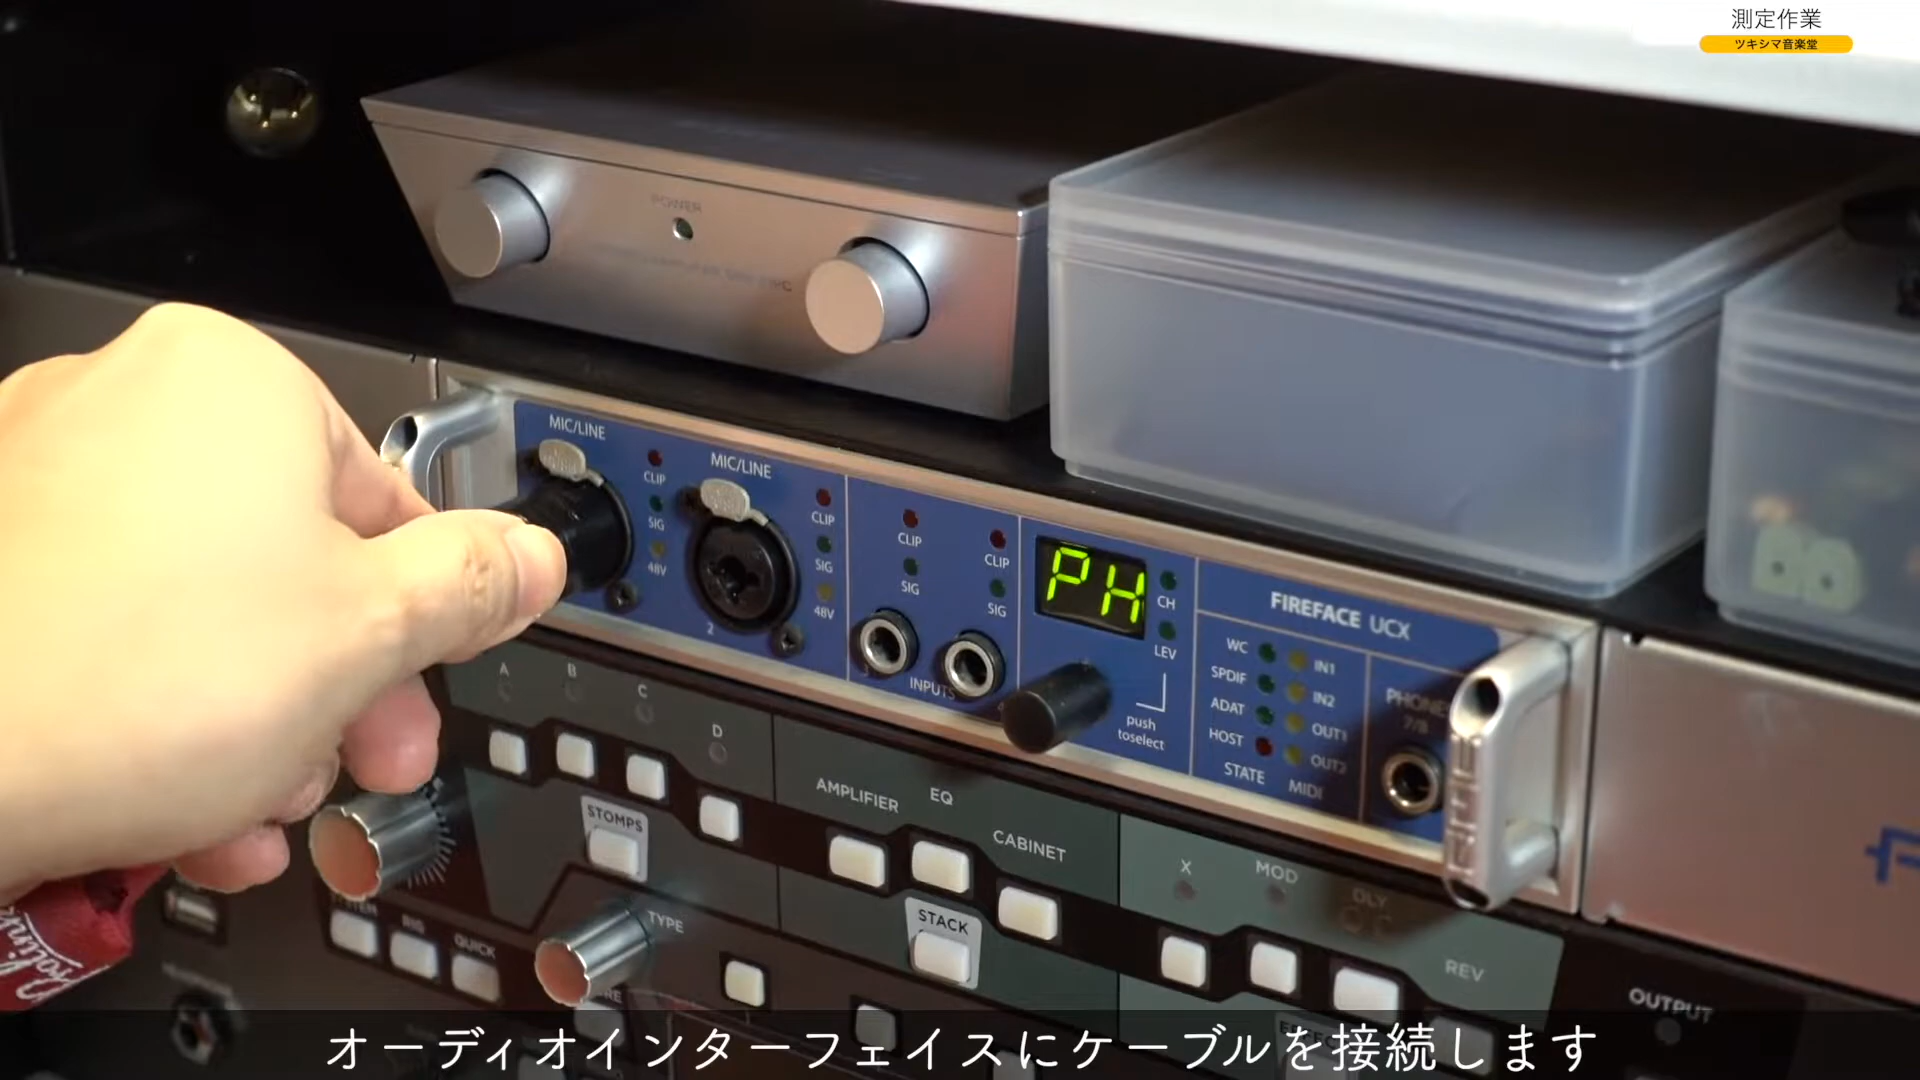 測定作業
ツキシマ音楽堂
POWER
MIC/LINE
MIC/LINE
CLIP
SIG
48V
CLIP
SIG
48V
2
CLIP
SIG
CLIP
SIG
INPUTS
PH
CH
LEV
push
toselect
FIREFACE UCX
WC
SPDIF
ADAT
HOST
STATE
IN1
IN2
OUT1
OUT2
MIDI
PHONES
7/8
A
B
C
D
STOMPS
AMPLIFIER
EQ
CABINET
STACK
X
MOD
DLY
REV
TYPE
RIG
QUICK
OUTPUT
オーディオインターフェイスにケーブルを接続します